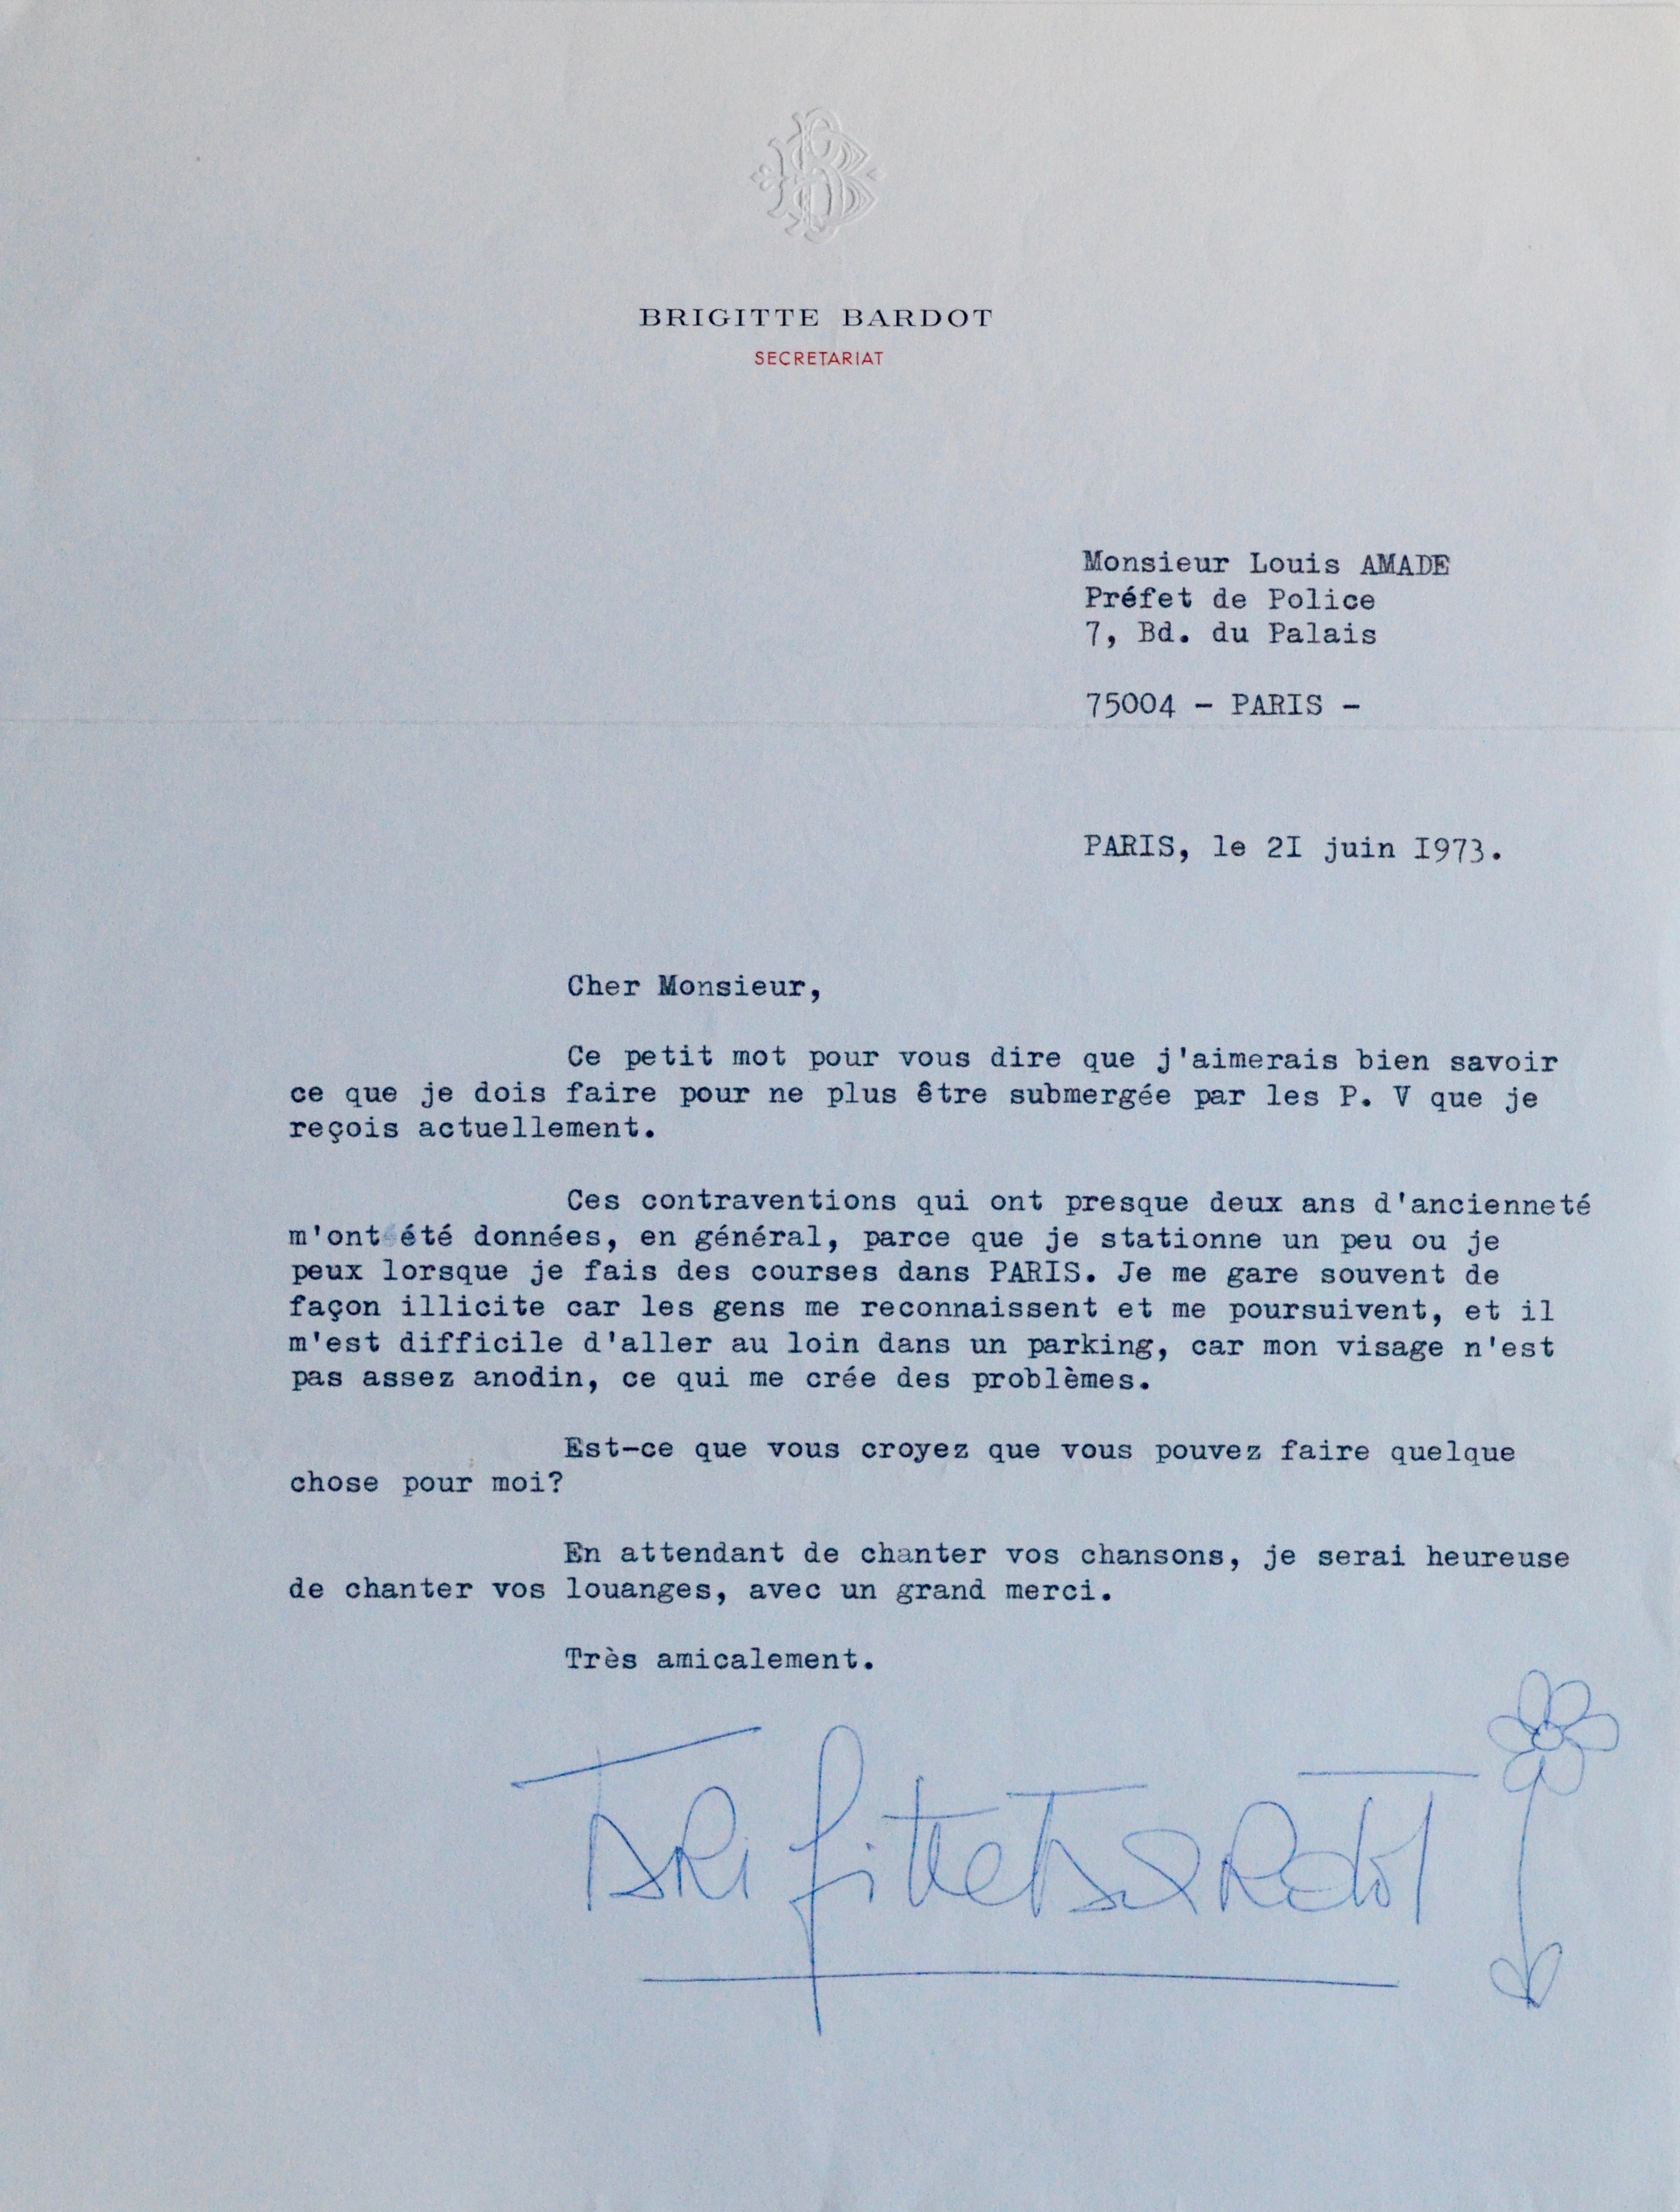 BB
BRIGITTE BARDOT
SECRETARIAT
Monsieur Louis AMADE
Préfet de Police
7, Bd. du Palais
75004 - PARIS -
PARIS, le 2I juin I973.
Cher Monsieur,
Ce petit mot pour vous dire que j'aimerais bien savoir
ce que je dois faire pour ne plus être submergée par les P. V que je
reçois actuellement.
Ces contraventions qui ont presque deux ans d'ancienneté
m'ont été données, en général, parce que je stationne un peu ou je
peux lorsque je fais des courses dans PARIS. Je me gare souvent de
façon illicite car les gens me reconnaissent et me poursuivent, et il
m'est difficile d'aller au loin dans un parking, car mon visage n'est
pas assez anodin, ce qui me crée des problèmes.
Est-ce que vous croyez que vous pouvez faire quelque
chose pour moi?
En attendant de chanter vos chansons, je serai heureuse
de chanter vos louanges, avec un grand merci.
Très amicalement.
BRigitte BaRdot